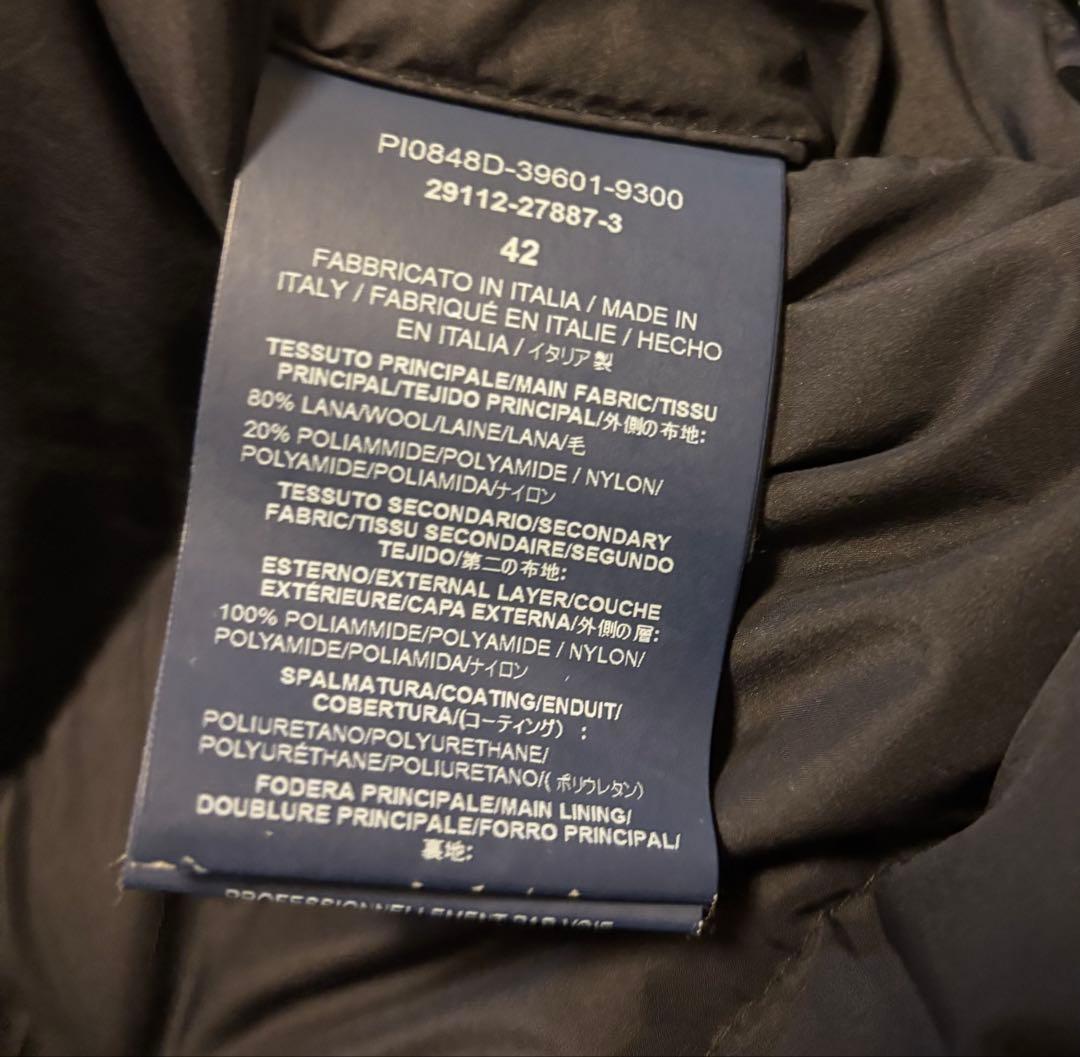 PI0848D-39601-9300
29112-27887-3
42
FABBRICATO IN ITALIA / MADE IN
ITALY / FABRIQUÉ EN ITALIE / HECHO
EN ITALIA / イタリア製
TESSUTO PRINCIPALE/MAIN FABRIC/TISSU
PRINCIPAL/TEJIDO PRINCIPAL/外側の布地:
80% LANA/WOOL/LAINE/LANA/毛
20% POLIAMMIDE/POLYAMIDE / NYLON/
POLYAMIDE/POLIAMIDA/ナイロン
TESSUTO SECONDARIO/SECONDARY
FABRIC/TISSU SECONDAIRE/SEGUNDO
TEJIDO/第二の布地:
ESTERNO/EXTERNAL LAYER/COUCHE
EXTÉRIEURE/CAPA EXTERNA/外側の層:
100% POLIAMMIDE/POLYAMIDE / NYLON/
POLYAMIDE/POLIAMIDA/ナイロン
SPALMATURA/COATING/ENDUIT/
COBERTURA/(コーティング) :
POLIURETANO/POLYURETHANE/
POLYURÉTHANE/POLIURETANO/( ポリウレタン)
FODERA PRINCIPALE/MAIN LINING/
DOUBLURE PRINCIPALE/FORRO PRINCIPAL/
裏地:
PROFESSIONNELLEMENT PAR VOIE